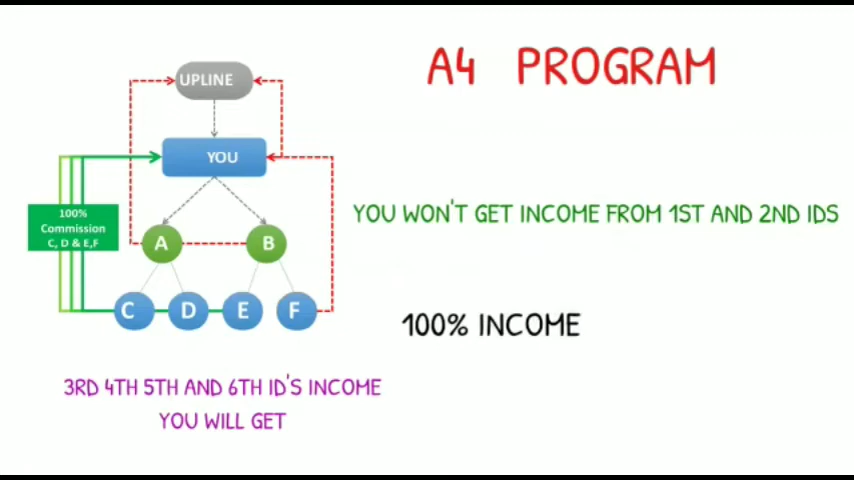 A4 PROGRAM
UPLINE
YOU
100%
Commission
C, D & E,F
A
B
YOU WON'T GET INCOME FROM 1ST AND 2ND IDS
C
D
E
F
100% INCOME
3RD 4TH 5TH AND 6TH ID'S INCOME
YOU WILL GET